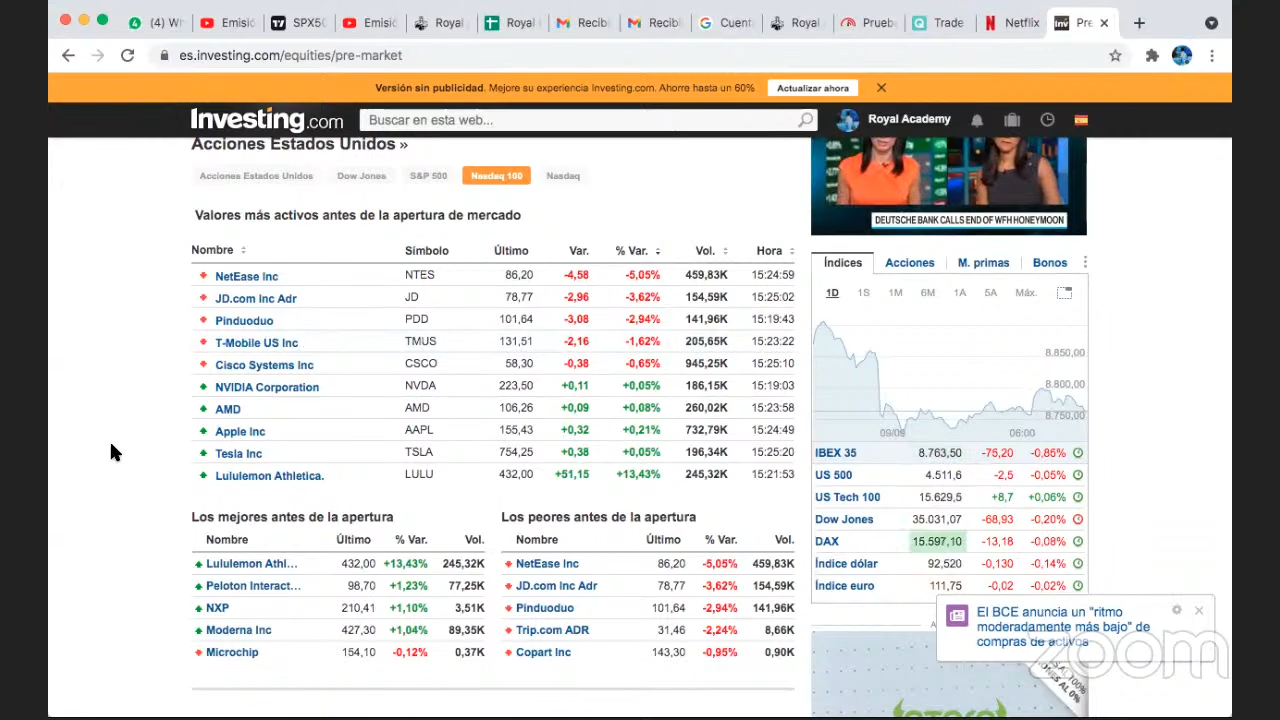 (4) Wh
Emisió
SPX50
Emisió
Royal
Royal
Recib
Recib
Cuent
Royal
Prueb
Trade
Netflix
Pre
es.investing.com/equities/pre-market
Versión sin publicidad. Mejore su experiencia Investing.com. Ahorre hasta un 60% Actualizar ahora
Investing.com Buscar en esta web... Royal Academy
Acciones Estados Unidos »
Acciones Estados Unidos Dow Jones S&P 500 Nasdaq 100 Nasdaq
Valores más activos antes de la apertura de mercado
Nombre Símbolo Último Var. % Var. Vol. Hora
NetEase Inc NTES 86,20 -4,58 -5,05% 459,83K 15:24:59
JD.com Inc Adr JD 78,77 -2,96 -3,62% 154,59K 15:25:02
Pinduoduo PDD 101,64 -3,08 -2,94% 141,96K 15:19:43
T-Mobile US Inc TMUS 131,51 -2,16 -1,62% 205,65K 15:23:22
Cisco Systems Inc CSCO 58,30 -0,38 -0,65% 945,25K 15:25:10
NVIDIA Corporation NVDA 223,50 +0,11 +0,05% 186,15K 15:19:03
AMD AMD 106,26 +0,09 +0,08% 260,02K 15:23:58
Apple Inc AAPL 155,43 +0,32 +0,21% 732,79K 15:24:49
Tesla Inc TSLA 754,25 +0,38 +0,05% 196,34K 15:25:20
Lululemon Athletica. LULU 432,00 +51,15 +13,43% 245,32K 15:21:53
Los mejores antes de la apertura
Nombre Último % Var. Vol.
Lululemon Athl... 432,00 +13,43% 245,32K
Peloton Interact... 98,70 +1,23% 77,25K
NXP 210,41 +1,10% 3,51K
Moderna Inc 427,30 +1,04% 89,35K
Microchip 154,10 -0,12% 0,37K
Los peores antes de la apertura
Nombre Último % Var. Vol.
NetEase Inc 86,20 -5,05% 459,83K
JD.com Inc Adr 78,77 -3,62% 154,59K
Pinduoduo 101,64 -2,94% 141,96K
Trip.com ADR 31,46 -2,24% 8,66K
Copart Inc 143,30 -0,95% 0,90K
DEUTSCHE BANK CALLS END OF WFH HONEYMOON
Índices Acciones M. primas Bonos
1D 1S 1M 6M 1A 5A Máx.
8.850,00
8.800,00
8.750,00
09/09 06:00
IBEX 35 8.763,50 -75,20 -0,85%
US 500 4.511,6 -2,5 -0,05%
US Tech 100 15.629,5 +8,7 +0,06%
Dow Jones 35.031,07 -68,93 -0,20%
DAX 15.597,10 -13,18 -0,08%
Índice dólar 92,520 -0,130 -0,14%
Índice euro 111,75 -0,02 -0,02%
El BCE anuncia un "ritmo
moderadamente más bajo" de
compras de activos
zoom